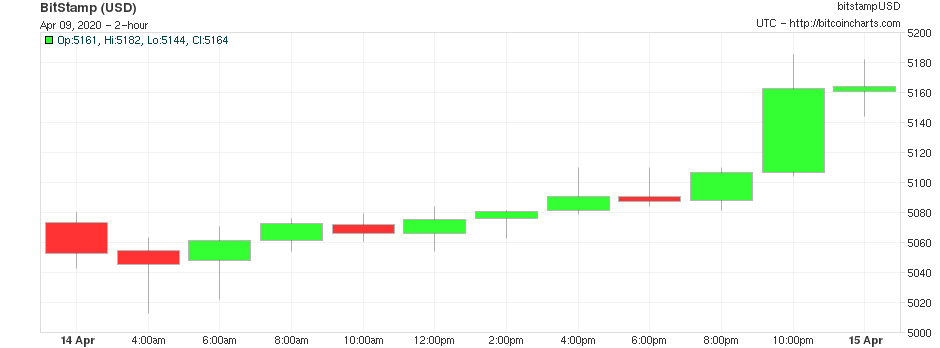 BitStamp (USD)
bitstampUSD
Apr 09, 2020 - 2-hour
UTC - http://bitcoincharts.com
Op:5161, Hi:5182, Lo:5144, Cl:5164
5200
5180
5160
5140
5120
5100
5080
5060
5040
5020
5000
14 Apr 4:00am 6:00am 8:00am 10:00am 12:00pm 2:00pm 4:00pm 6:00pm 8:00pm 10:00pm 15 Apr